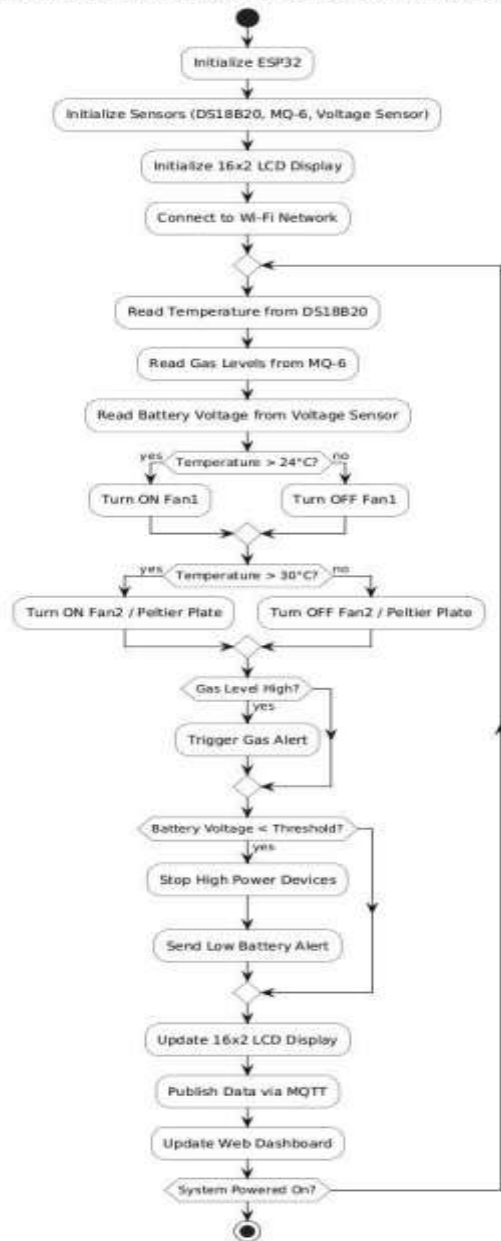 Initialize ESP32
Initialize Sensors (DS18B20, MQ-6, Voltage Sensor)
Initialize 16x2 LCD Display
Connect to Wi-Fi Network
Read Temperature from DS18B20
Read Gas Levels from MQ-6
Read Battery Voltage from Voltage Sensor
yes Temperature > 24°C? no
Turn ON Fan1 Turn OFF Fan1
yes Temperature > 30°C? no
Turn ON Fan2 / Peltier Plate Turn OFF Fan2 / Peltier Plate
Gas Level High?
yes
Trigger Gas Alert
Battery Voltage < Threshold?
yes
Stop High Power Devices
Send Low Battery Alert
Update 16x2 LCD Display
Publish Data via MQTT
Update Web Dashboard
System Powered On?